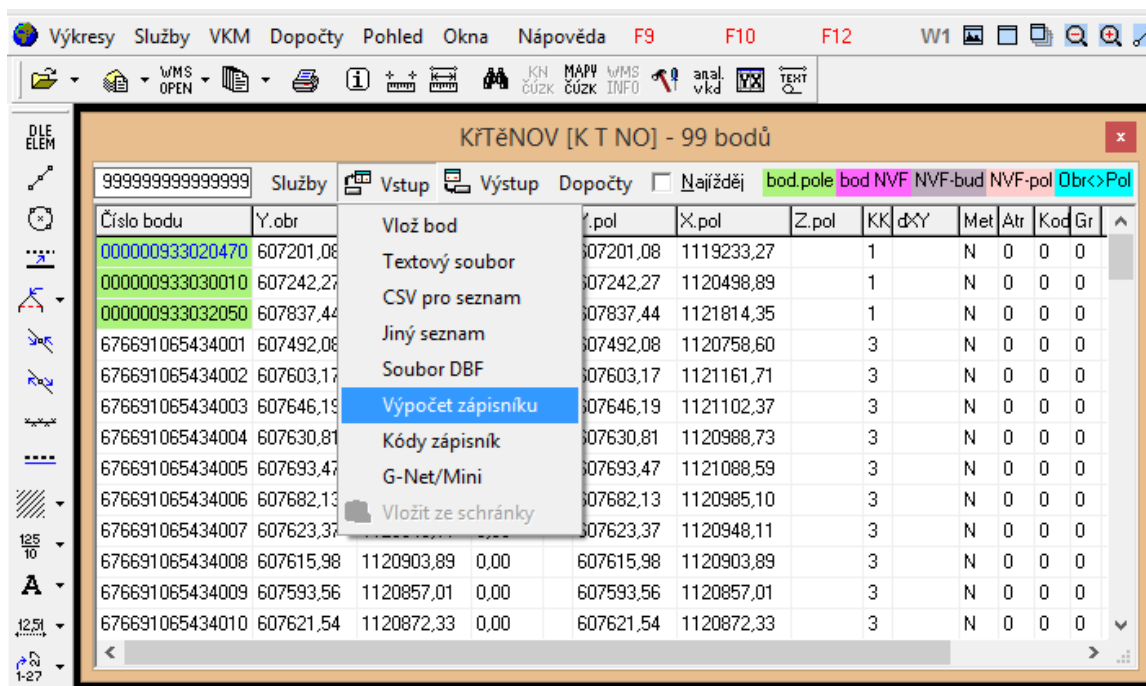 Výkresy Služby VKM Dopočty Pohled Okna Nápověda F9 F10 F12 W1
WMS OPEN KN ČÚZK MAPY ČÚZK WMS INFO anal. vkd YX TEXT
DLE ELEM
KřTěNOV [K T NO] - 99 bodů x
999999999999999 Služby Vstup Výstup Dopočty Najížděj bod.pole bod NVF NVF-bud NVF-pol Obr<>Pol
Číslo bodu Y.obr Y.pol X.pol Z.pol KK dXY Met Atr Kod Gr
Vlož bod
Textový soubor
CSV pro seznam
Jiný seznam
Soubor DBF
Výpočet zápisníku
Kódy zápisník
G-Net/Mini
Vložit ze schránky
000000933020470 607201,08 607201,08 1119233,27 1 N 0 0 0
000000933030010 607242,27 607242,27 1120498,89 1 N 0 0 0
000000933032050 607837,44 607837,44 1121814,35 1 N 0 0 0
676691065434001 607492,08 607492,08 1120758,60 3 N 0 0 0
676691065434002 607603,17 607603,17 1121161,71 3 N 0 0 0
676691065434003 607646,19 607646,19 1121102,37 3 N 0 0 0
676691065434004 607630,81 607630,81 1120988,73 3 N 0 0 0
676691065434005 607693,47 607693,47 1121088,59 3 N 0 0 0
676691065434006 607682,13 607682,13 1120985,10 3 N 0 0 0
676691065434007 607623,37 607623,37 1120948,11 3 N 0 0 0
676691065434008 607615,98 1120903,89 0,00 607615,98 1120903,89 3 N 0 0 0
676691065434009 607593,56 1120857,01 0,00 607593,56 1120857,01 3 N 0 0 0
676691065434010 607621,54 1120872,33 0,00 607621,54 1120872,33 3 N 0 0 0
125
10
A
12,51
1-27